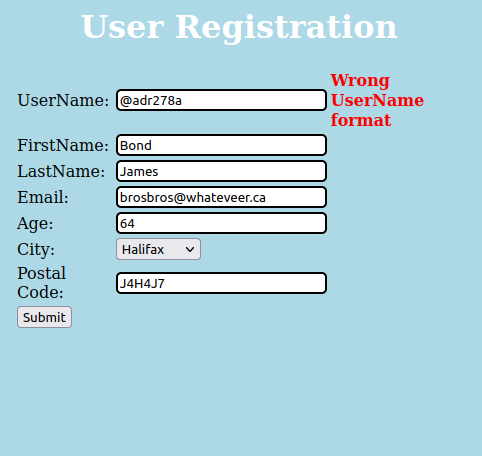 User Registration
Wrong
UserName: @adr278a UserName
format
FirstName: Bond
LastName: James
Email: brosbros@whateveer.ca
Age: 64
City: Halifax
Postal
Code: J4H4J7
Submit